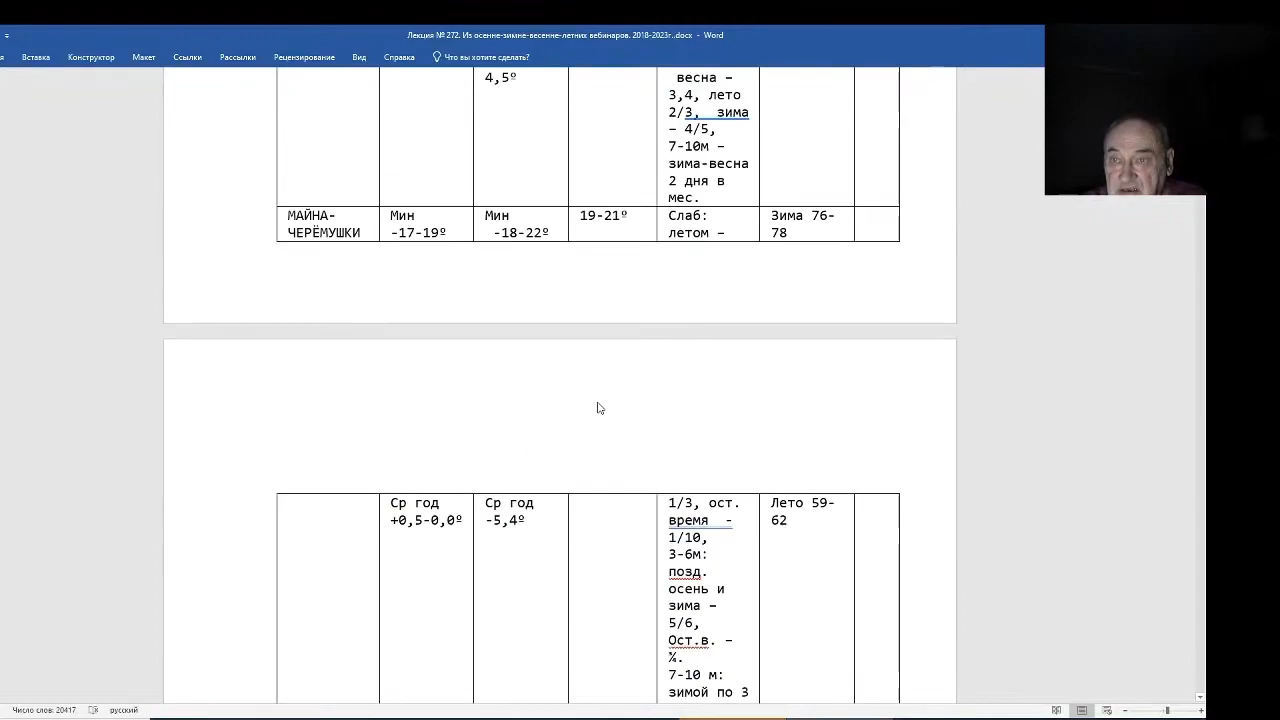 Лекция № 272. Из осенне-зимне-весенне-летних вебинаров. 2018-2023г..docx - Word
Вставка Конструктор Макет Ссылки Рассылки Рецензирование Вид Справка Что вы хотите сделать?
4,5º
весна –
3,4, лето
2/3, зима
– 4/5,
7-10м –
зима-весна
2 дня в
мес.
МАЙНА-
ЧЕРЁМУШКИ
Мин
-17-19º
Мин
-18-22º
19-21º
Слаб:
летом –
Зима 76-
78
Ср год
+0,5-0,0º
Ср год
-5,4º
1/3, ост.
время -
1/10,
3-6м:
позд.
осень и
зима –
5/6,
Ост.в. –
¼.
7-10 м:
зимой по 3
Лето 59-
62
Число слов: 20417 русский